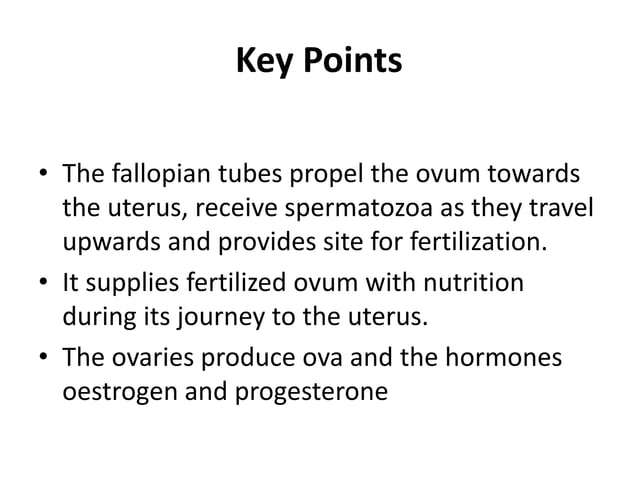 Key Points
• The fallopian tubes propel the ovum towards
the uterus, receive spermatozoa as they travel
upwards and provides site for fertilization.
• It supplies fertilized ovum with nutrition
during its journey to the uterus.
• The ovaries produce ova and the hormones
oestrogen and progesterone